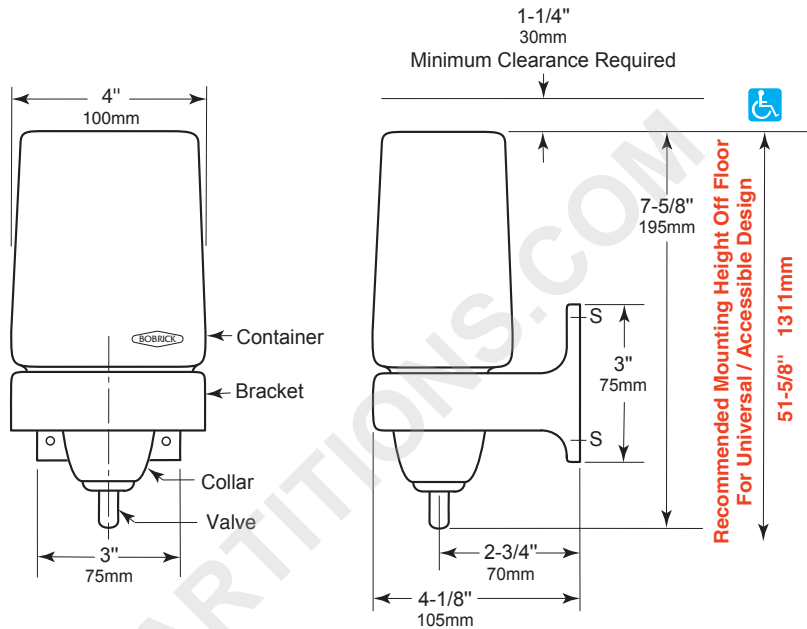 1-1/4"
30mm
Minimum Clearance Required
4"
100mm
7-5/8"
195mm
BOBRICK
Container
Bracket
Collar
Valve
3"
75mm
S
3"
75mm
S
2-3/4"
70mm
4-1/8"
105mm
Recommended Mounting Height Off Floor
For Universal / Accessible Design
51-5/8" 1311mm
ARTITIONS.COM